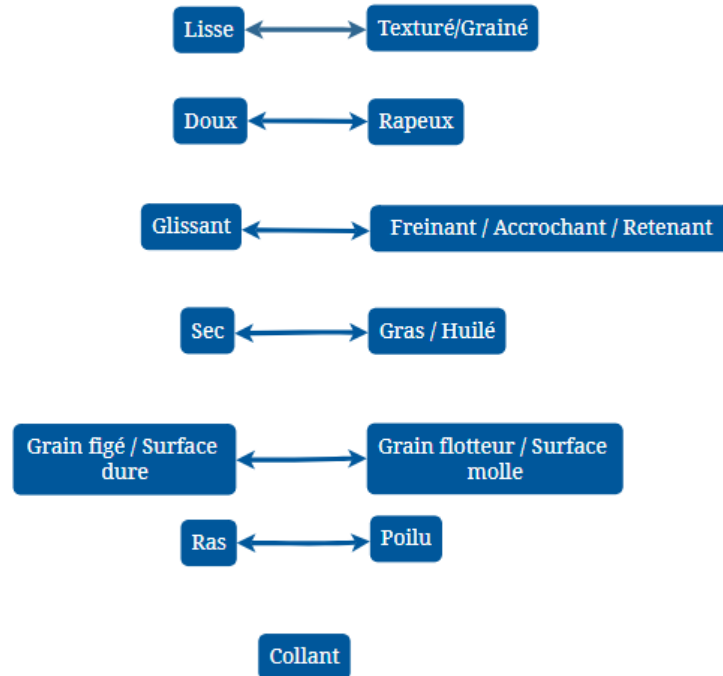 Lisse
Texturé/Grainé
Doux
Rapeux
Glissant
Freinant / Accrochant / Retenant
Sec
Gras / Huilé
Grain figé / Surface
dure
Grain flotteur / Surface
molle
Ras
Poilu
Collant